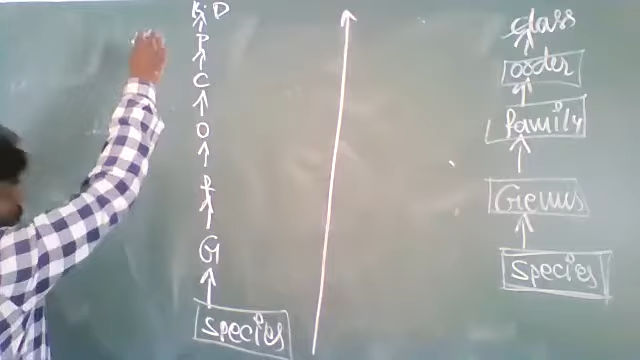 K.D
P
C
O
F
G
Species
class
order
family
Genus
Species